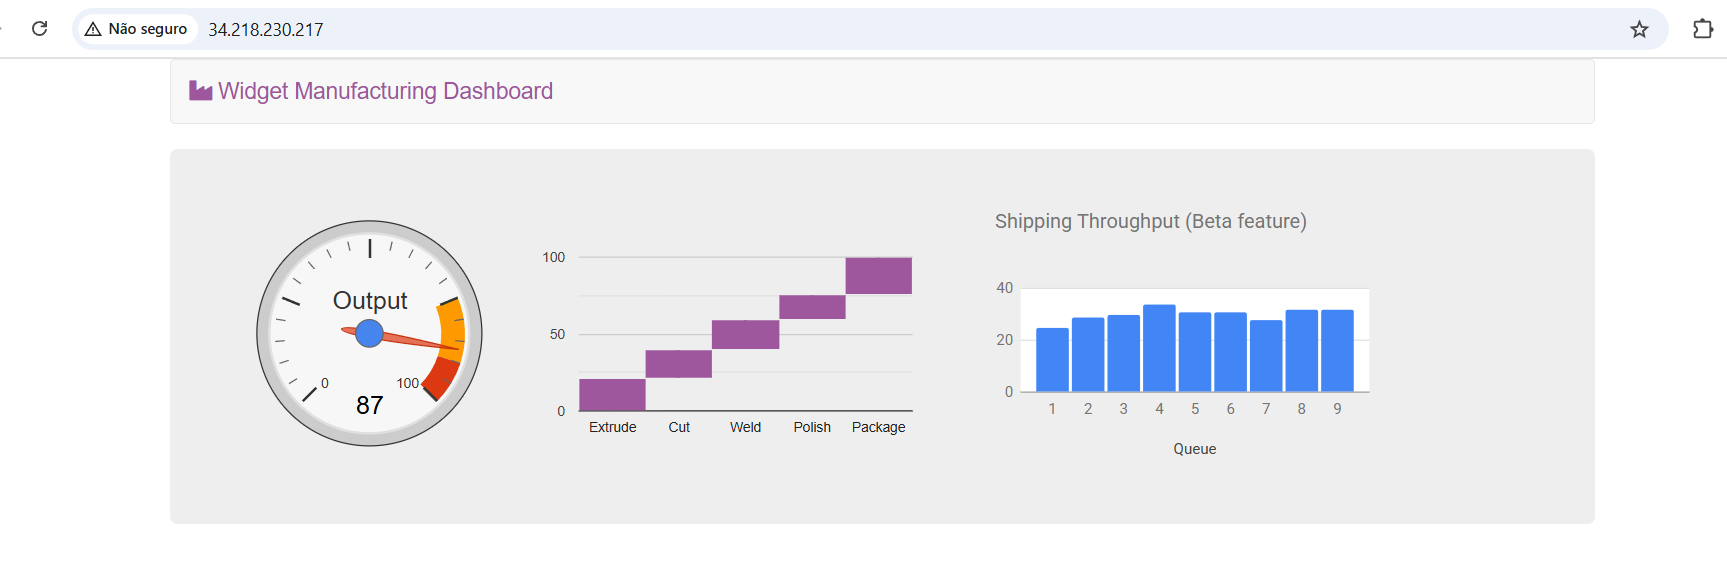 Não seguro 34.218.230.217
Widget Manufacturing Dashboard
Output
0 100
87
100
50
0
Extrude Cut Weld Polish Package
Shipping Throughput (Beta feature)
40
20
0
1 2 3 4 5 6 7 8 9
Queue